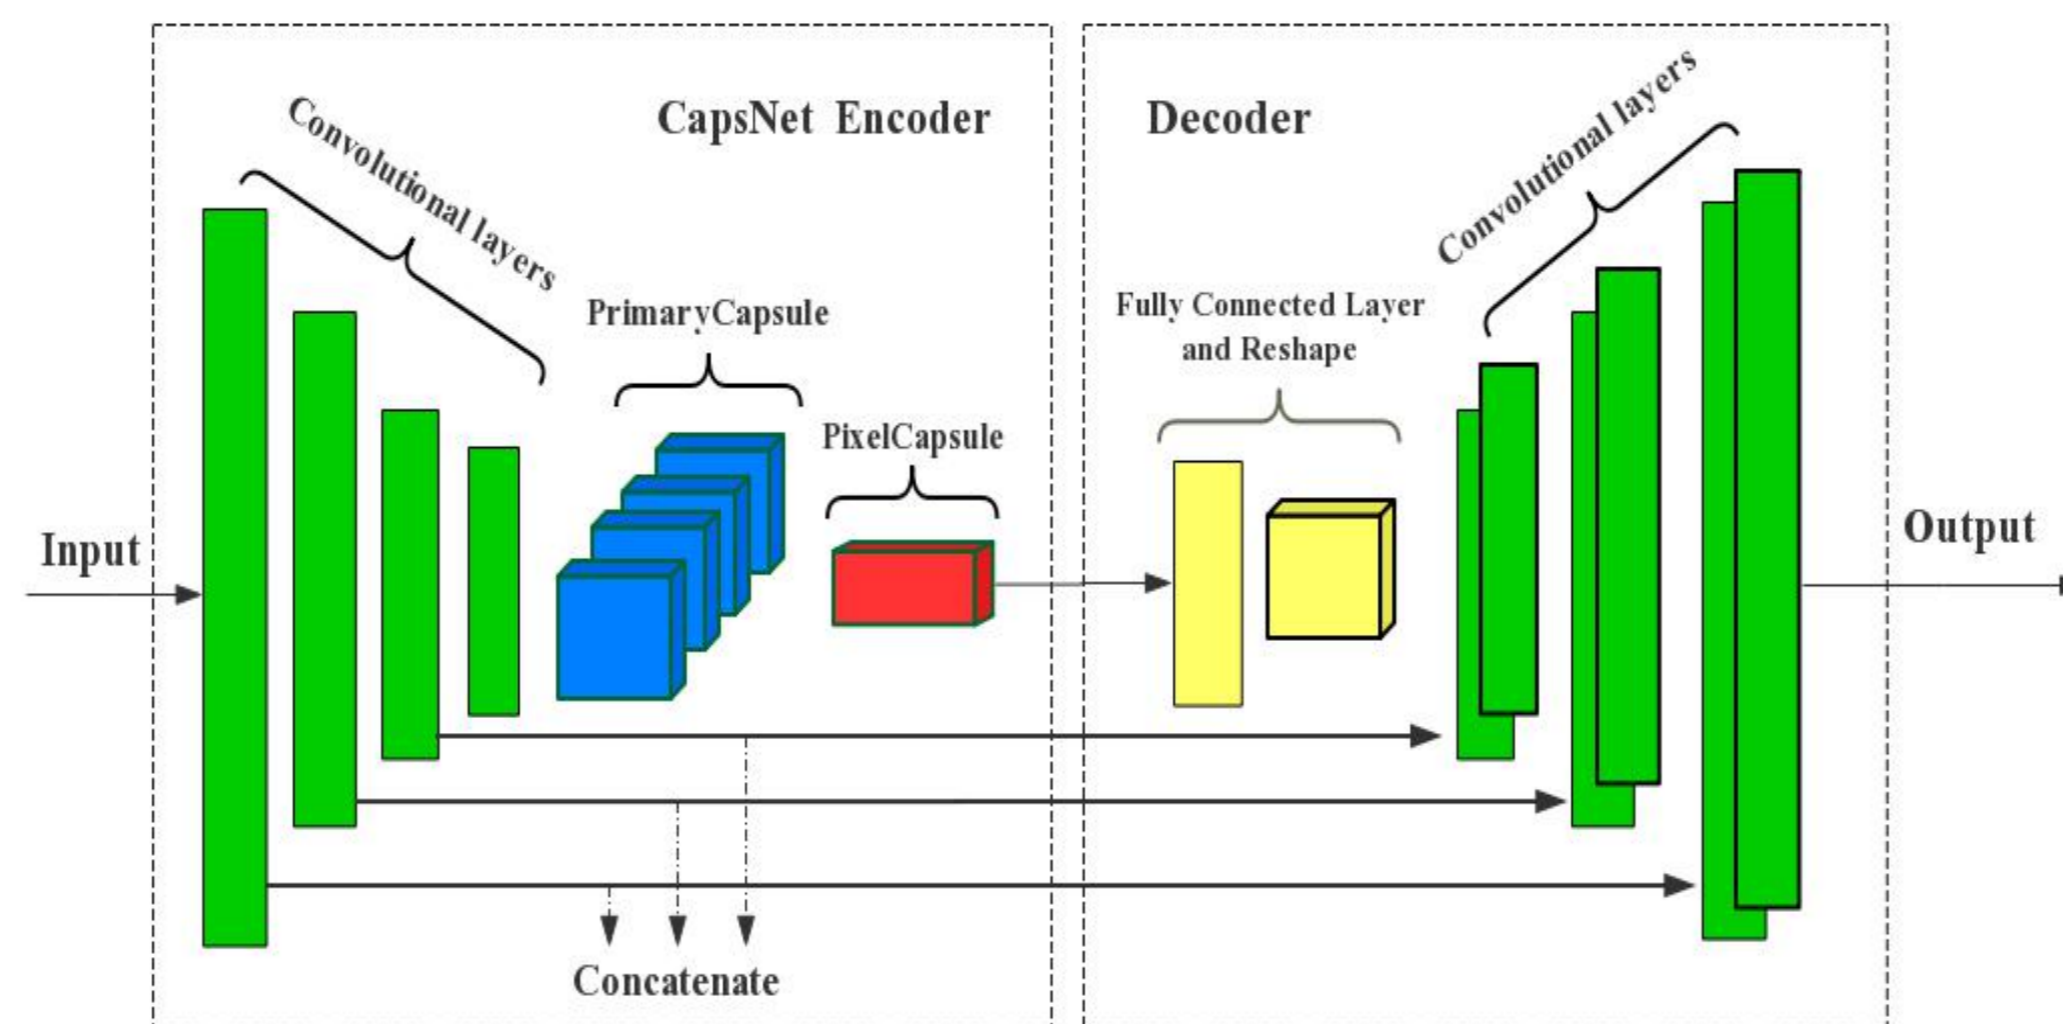 CapsNet Encoder
Decoder
Convolutional layers
Convolutional layers
PrimaryCapsule
Fully Connected Layer
and Reshape
PixelCapsule
Input
Output
Concatenate